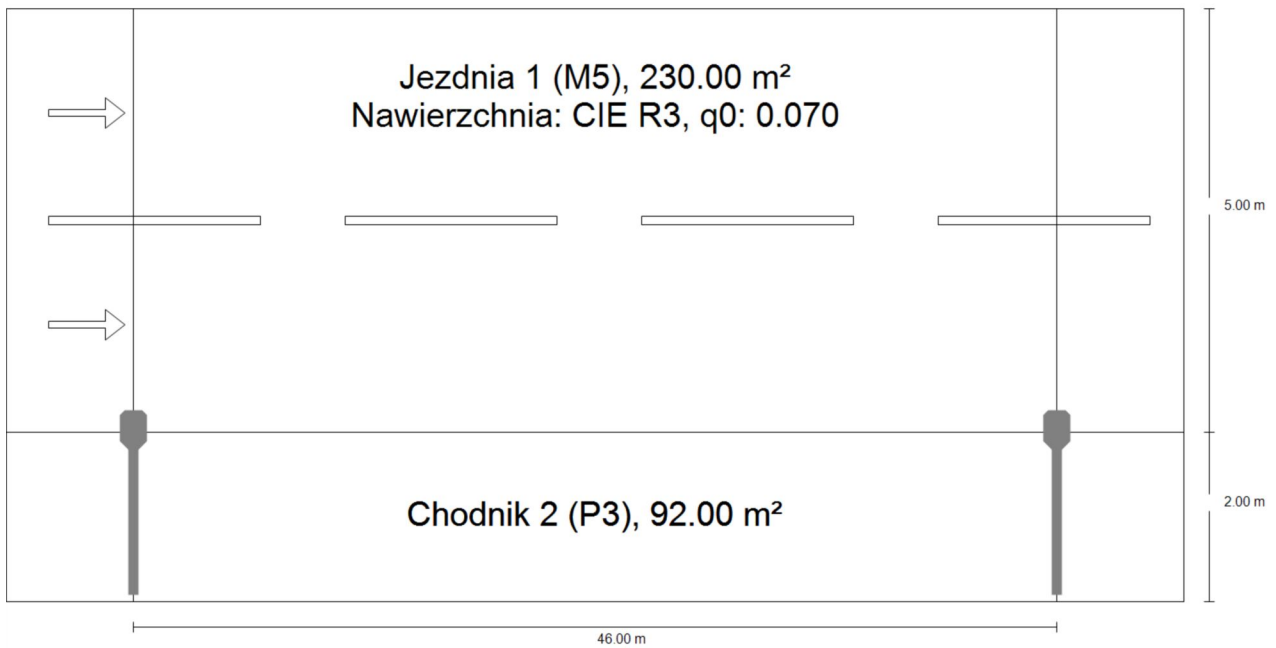 Jezdnia 1 (M5), 230.00 m²
Nawierzchnia: CIE R3, q0: 0.070
5.00 m
Chodnik 2 (P3), 92.00 m²
2.00 m
46.00 m